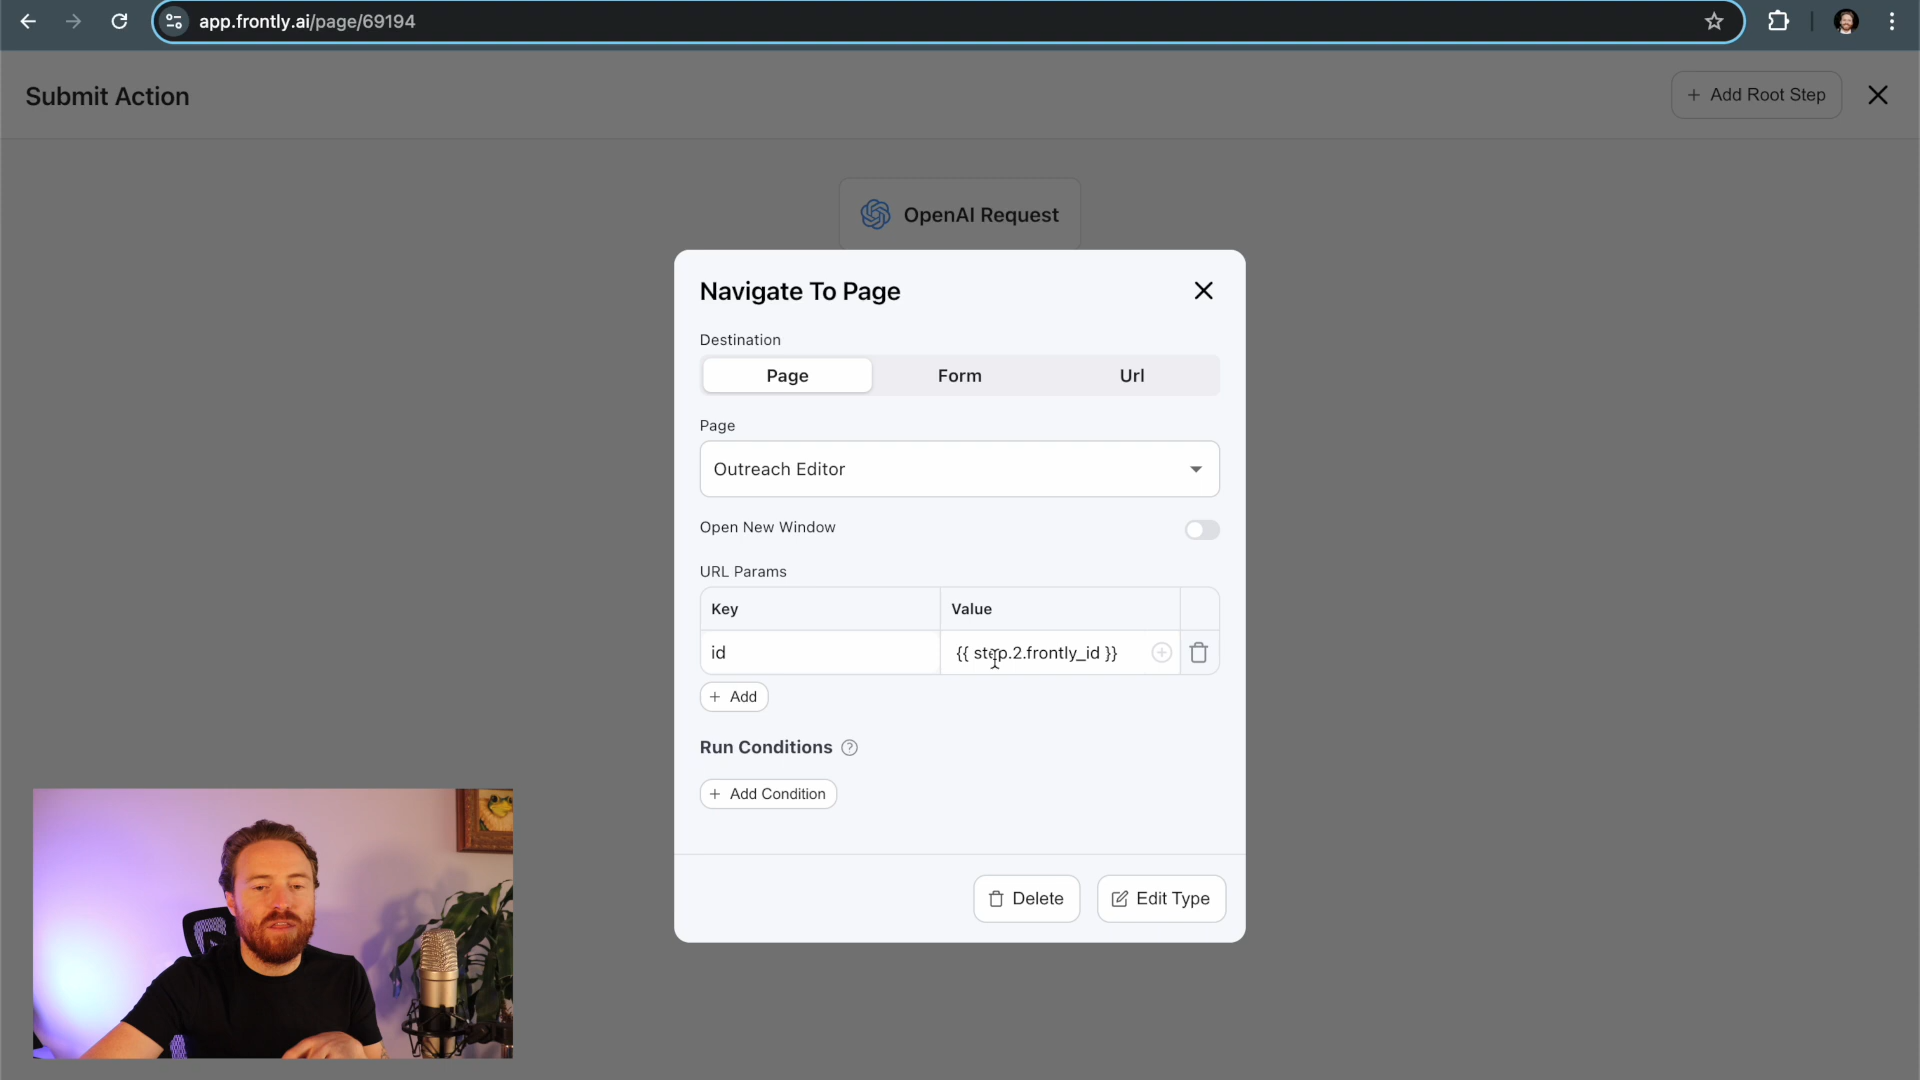 app.frontly.ai/page/69194
Submit Action
+ Add Root Step
OpenAI Request
Navigate To Page
Destination
Page
Form
Url
Page
Outreach Editor
Open New Window
URL Params
Key
Value
id
{{ step.2.frontly_id }}
+ Add
Run Conditions ?
+ Add Condition
Delete
Edit Type